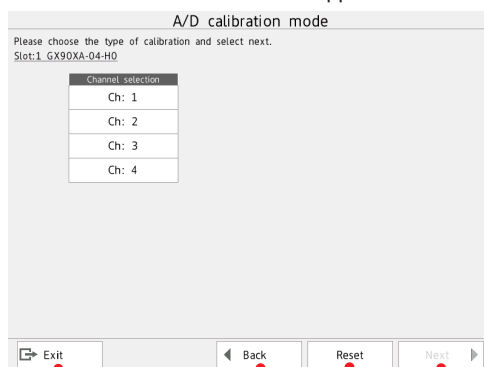 A/D calibration mode
Please choose the type of calibration and select next.
Slot:1 GX90XA-04-H0
Channel selection
Ch: 1
Ch: 2
Ch: 3
Ch: 4
Exit Back Reset Next